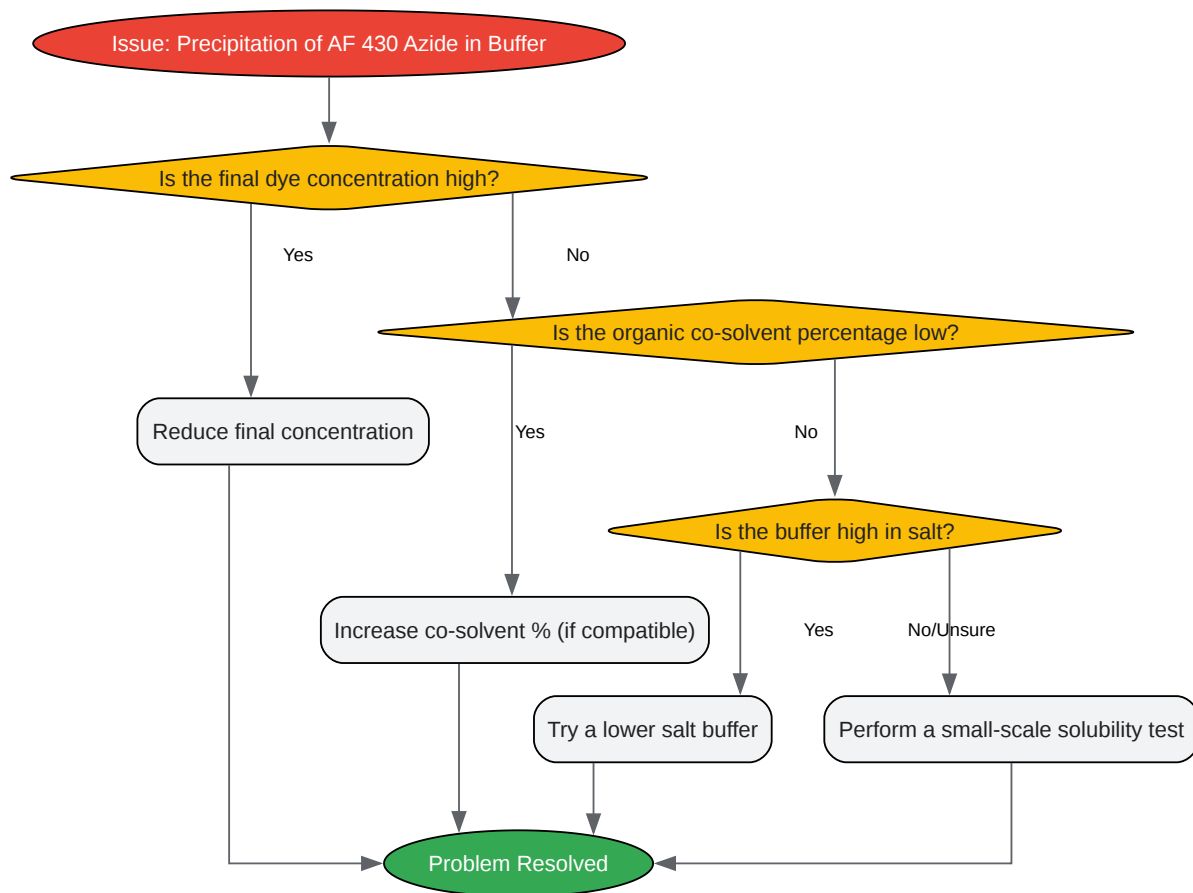 Issue: Precipitation of AF 430 Azide in Buffer
Is the final dye concentration high?
Yes
No
Is the organic co-solvent percentage low?
Reduce final concentration
Yes
No
Is the buffer high in salt?
Increase co-solvent % (if compatible)
Yes
No/Unsure
Try a lower salt buffer
Perform a small-scale solubility test
Problem Resolved